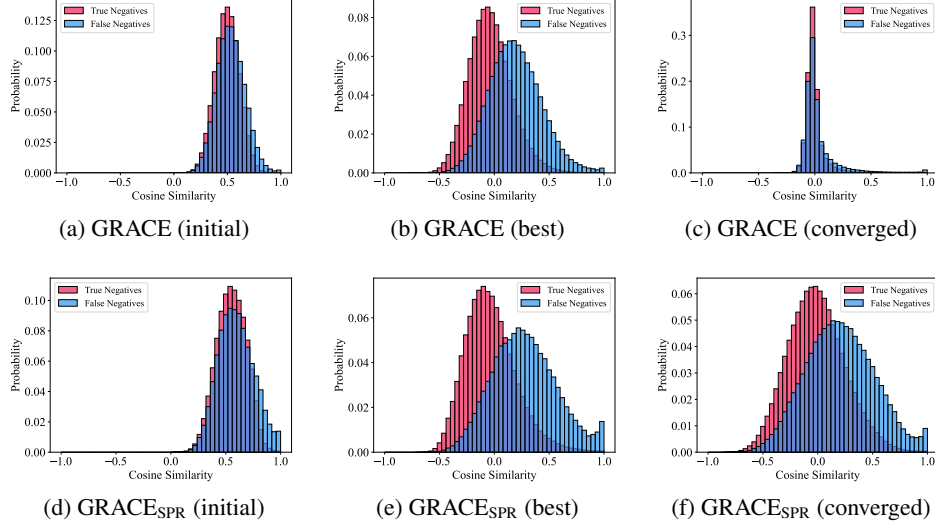 True Negatives
False Negatives
0.125
0.100
0.075
0.050
0.025
0.000
Probability
−1.0 −0.5 0.0 0.5 1.0
Cosine Similarity
(a) GRACE (initial)
True Negatives
False Negatives
0.08
0.06
0.04
0.02
0.00
Probability
−1.0 −0.5 0.0 0.5 1.0
Cosine Similarity
(b) GRACE (best)
True Negatives
False Negatives
0.3
0.2
0.1
0.0
Probability
−1.0 −0.5 0.0 0.5 1.0
Cosine Similarity
(c) GRACE (converged)
True Negatives
False Negatives
0.10
0.08
0.06
0.04
0.02
0.00
Probability
−1.0 −0.5 0.0 0.5 1.0
Cosine Similarity
(d) GRACESPR (initial)
True Negatives
False Negatives
0.06
0.04
0.02
0.00
Probability
−1.0 −0.5 0.0 0.5 1.0
Cosine Similarity
(e) GRACESPR (best)
True Negatives
False Negatives
0.06
0.05
0.04
0.03
0.02
0.01
0.00
Probability
−1.0 −0.5 0.0 0.5 1.0
Cosine Similarity
(f) GRACESPR (converged)